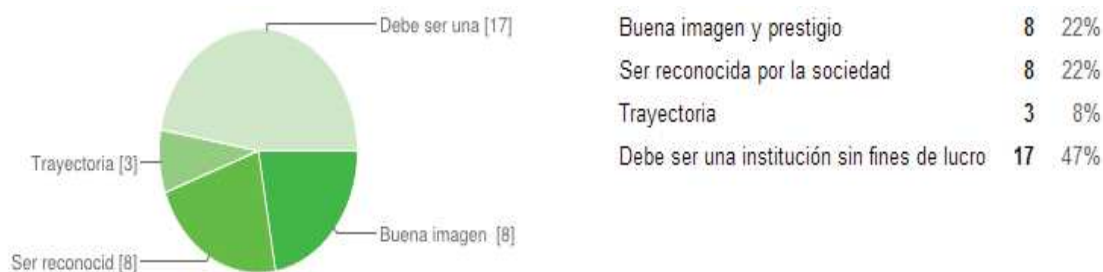 Debe ser una [17]
Trayectoria [3]
Ser reconocid [8]
Buena imagen [8]
Buena imagen y prestigio 8 22%
Ser reconocida por la sociedad 8 22%
Trayectoria 3 8%
Debe ser una institución sin fines de lucro 17 47%